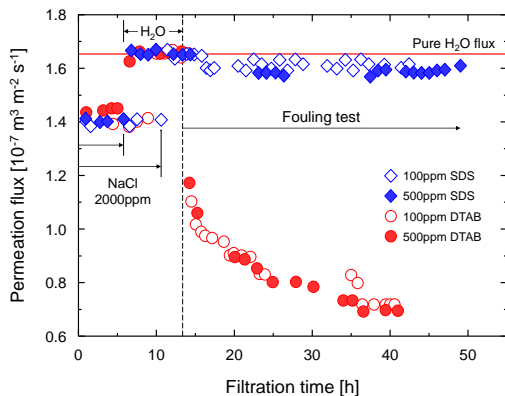 1.8
1.6
1.4
1.2
1.0
0.8
0.6
Permeation flux [10⁻⁷ m³ m⁻² s⁻¹]
H₂O
Pure H₂O flux
Fouling test
NaCl
2000ppm
100ppm SDS
500ppm SDS
100ppm DTAB
500ppm DTAB
0 10 20 30 40 50 60
Filtration time [h]